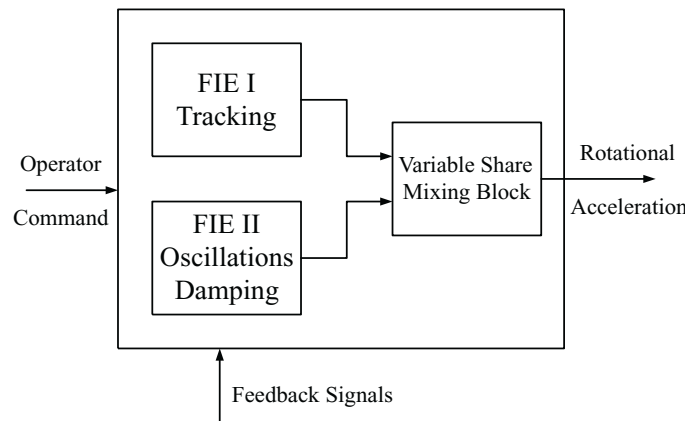 FIE I
Tracking
Operator
Command
FIE II
Oscillations
Damping
Variable Share
Mixing Block
Rotational
Acceleration
Feedback Signals